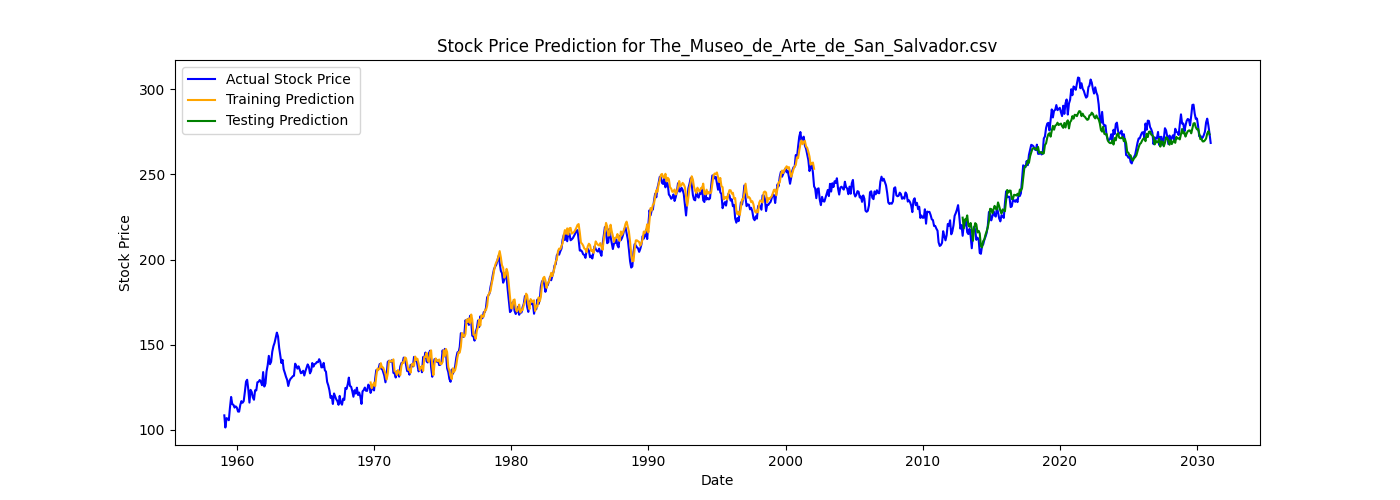 Stock Price Prediction for The_Museo_de_Arte_de_San_Salvador.csv
Actual Stock Price
Training Prediction
Testing Prediction
Stock Price
300
250
200
150
100
1960 1970 1980 1990 2000 2010 2020 2030
Date